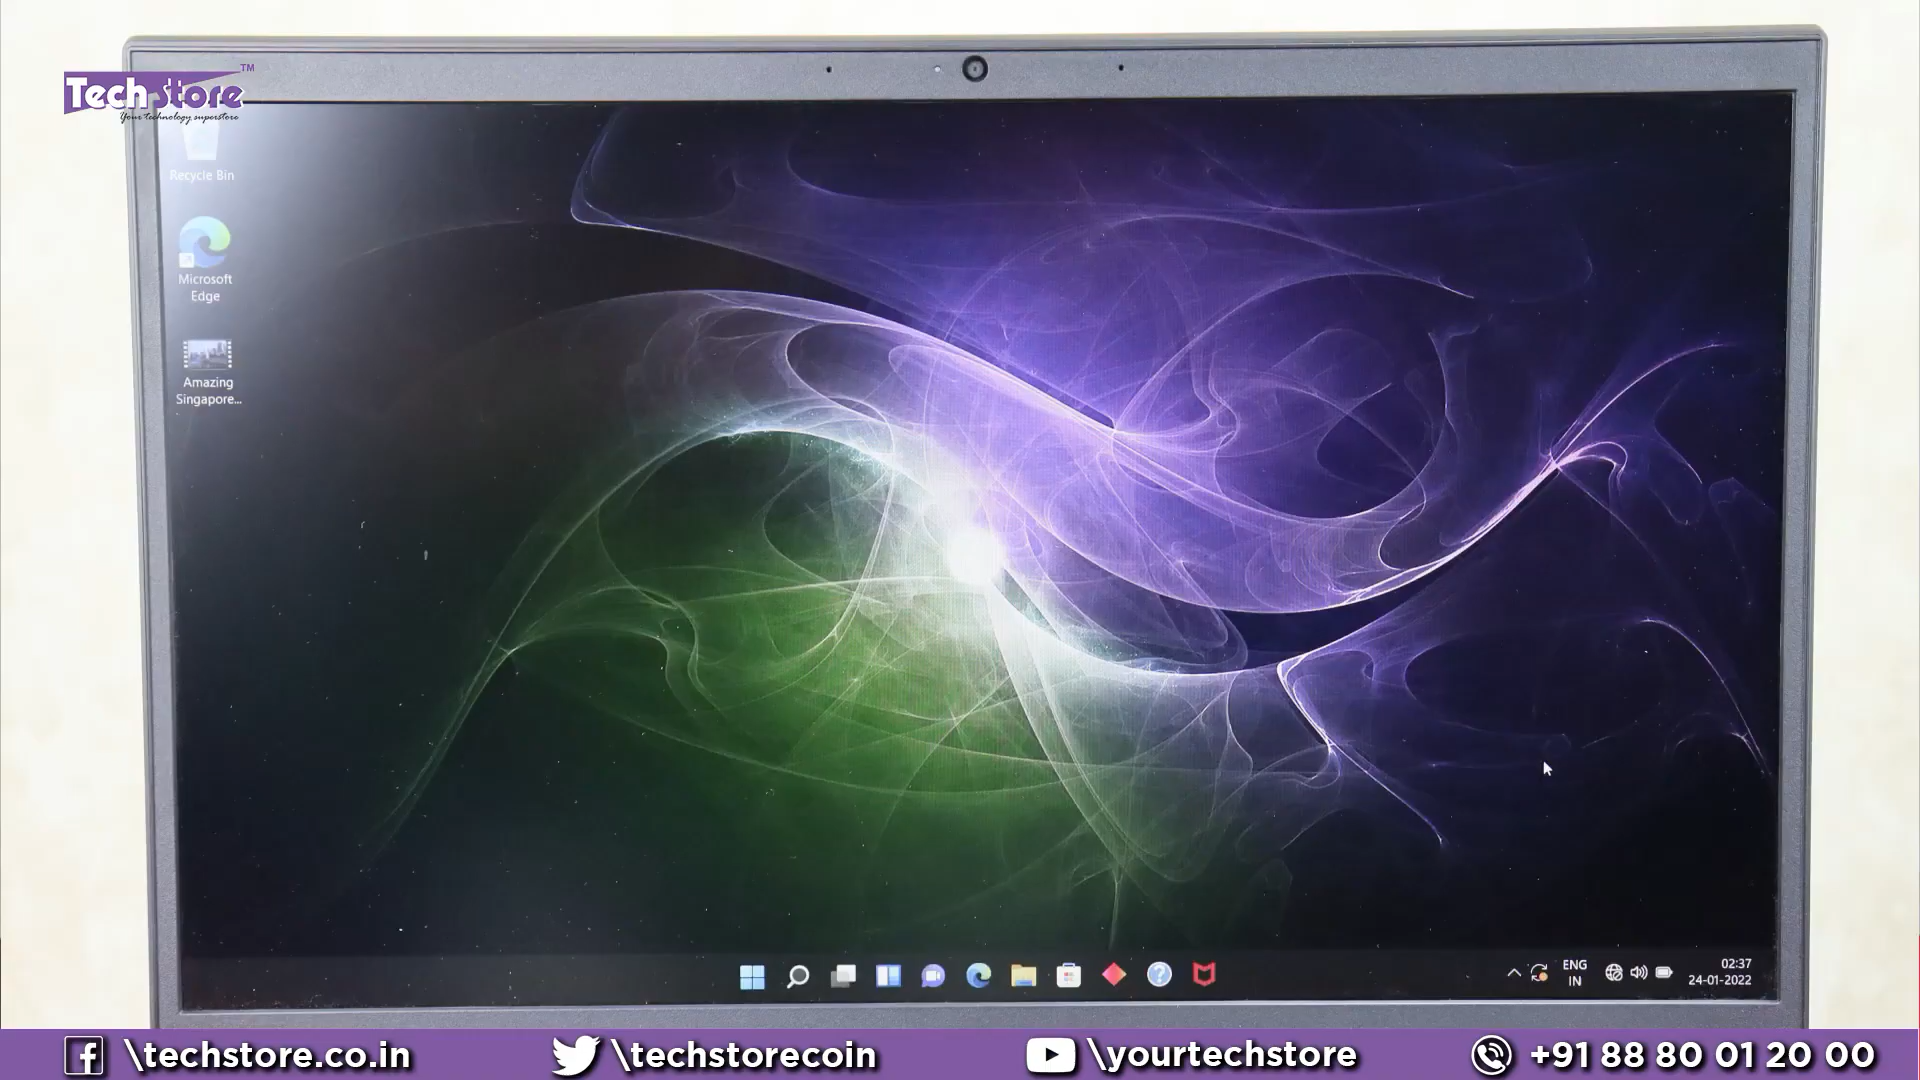 Tech store TM
Your technology superstore
Recycle Bin
Microsoft
Edge
Amazing
Singapore...
ENG
IN
02:37
24-01-2022
\techstore.co.in
\techstorecoin
\yourtechstore
+91 88 80 01 20 00